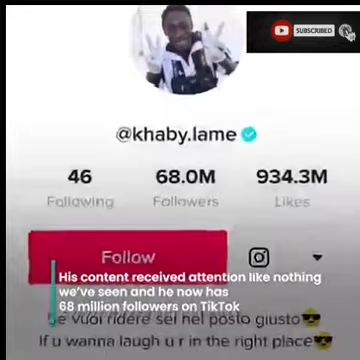 SUBSCRIBED
@khaby.lame
46
68.0M
934.3M
Following
Followers
Likes
Follow
His content received attention like nothing
we've seen and he now has
68 million followers on TikTok
Se vuoi ridere sei nel posto giusto😎
If u wanna laugh u r in the right place😎